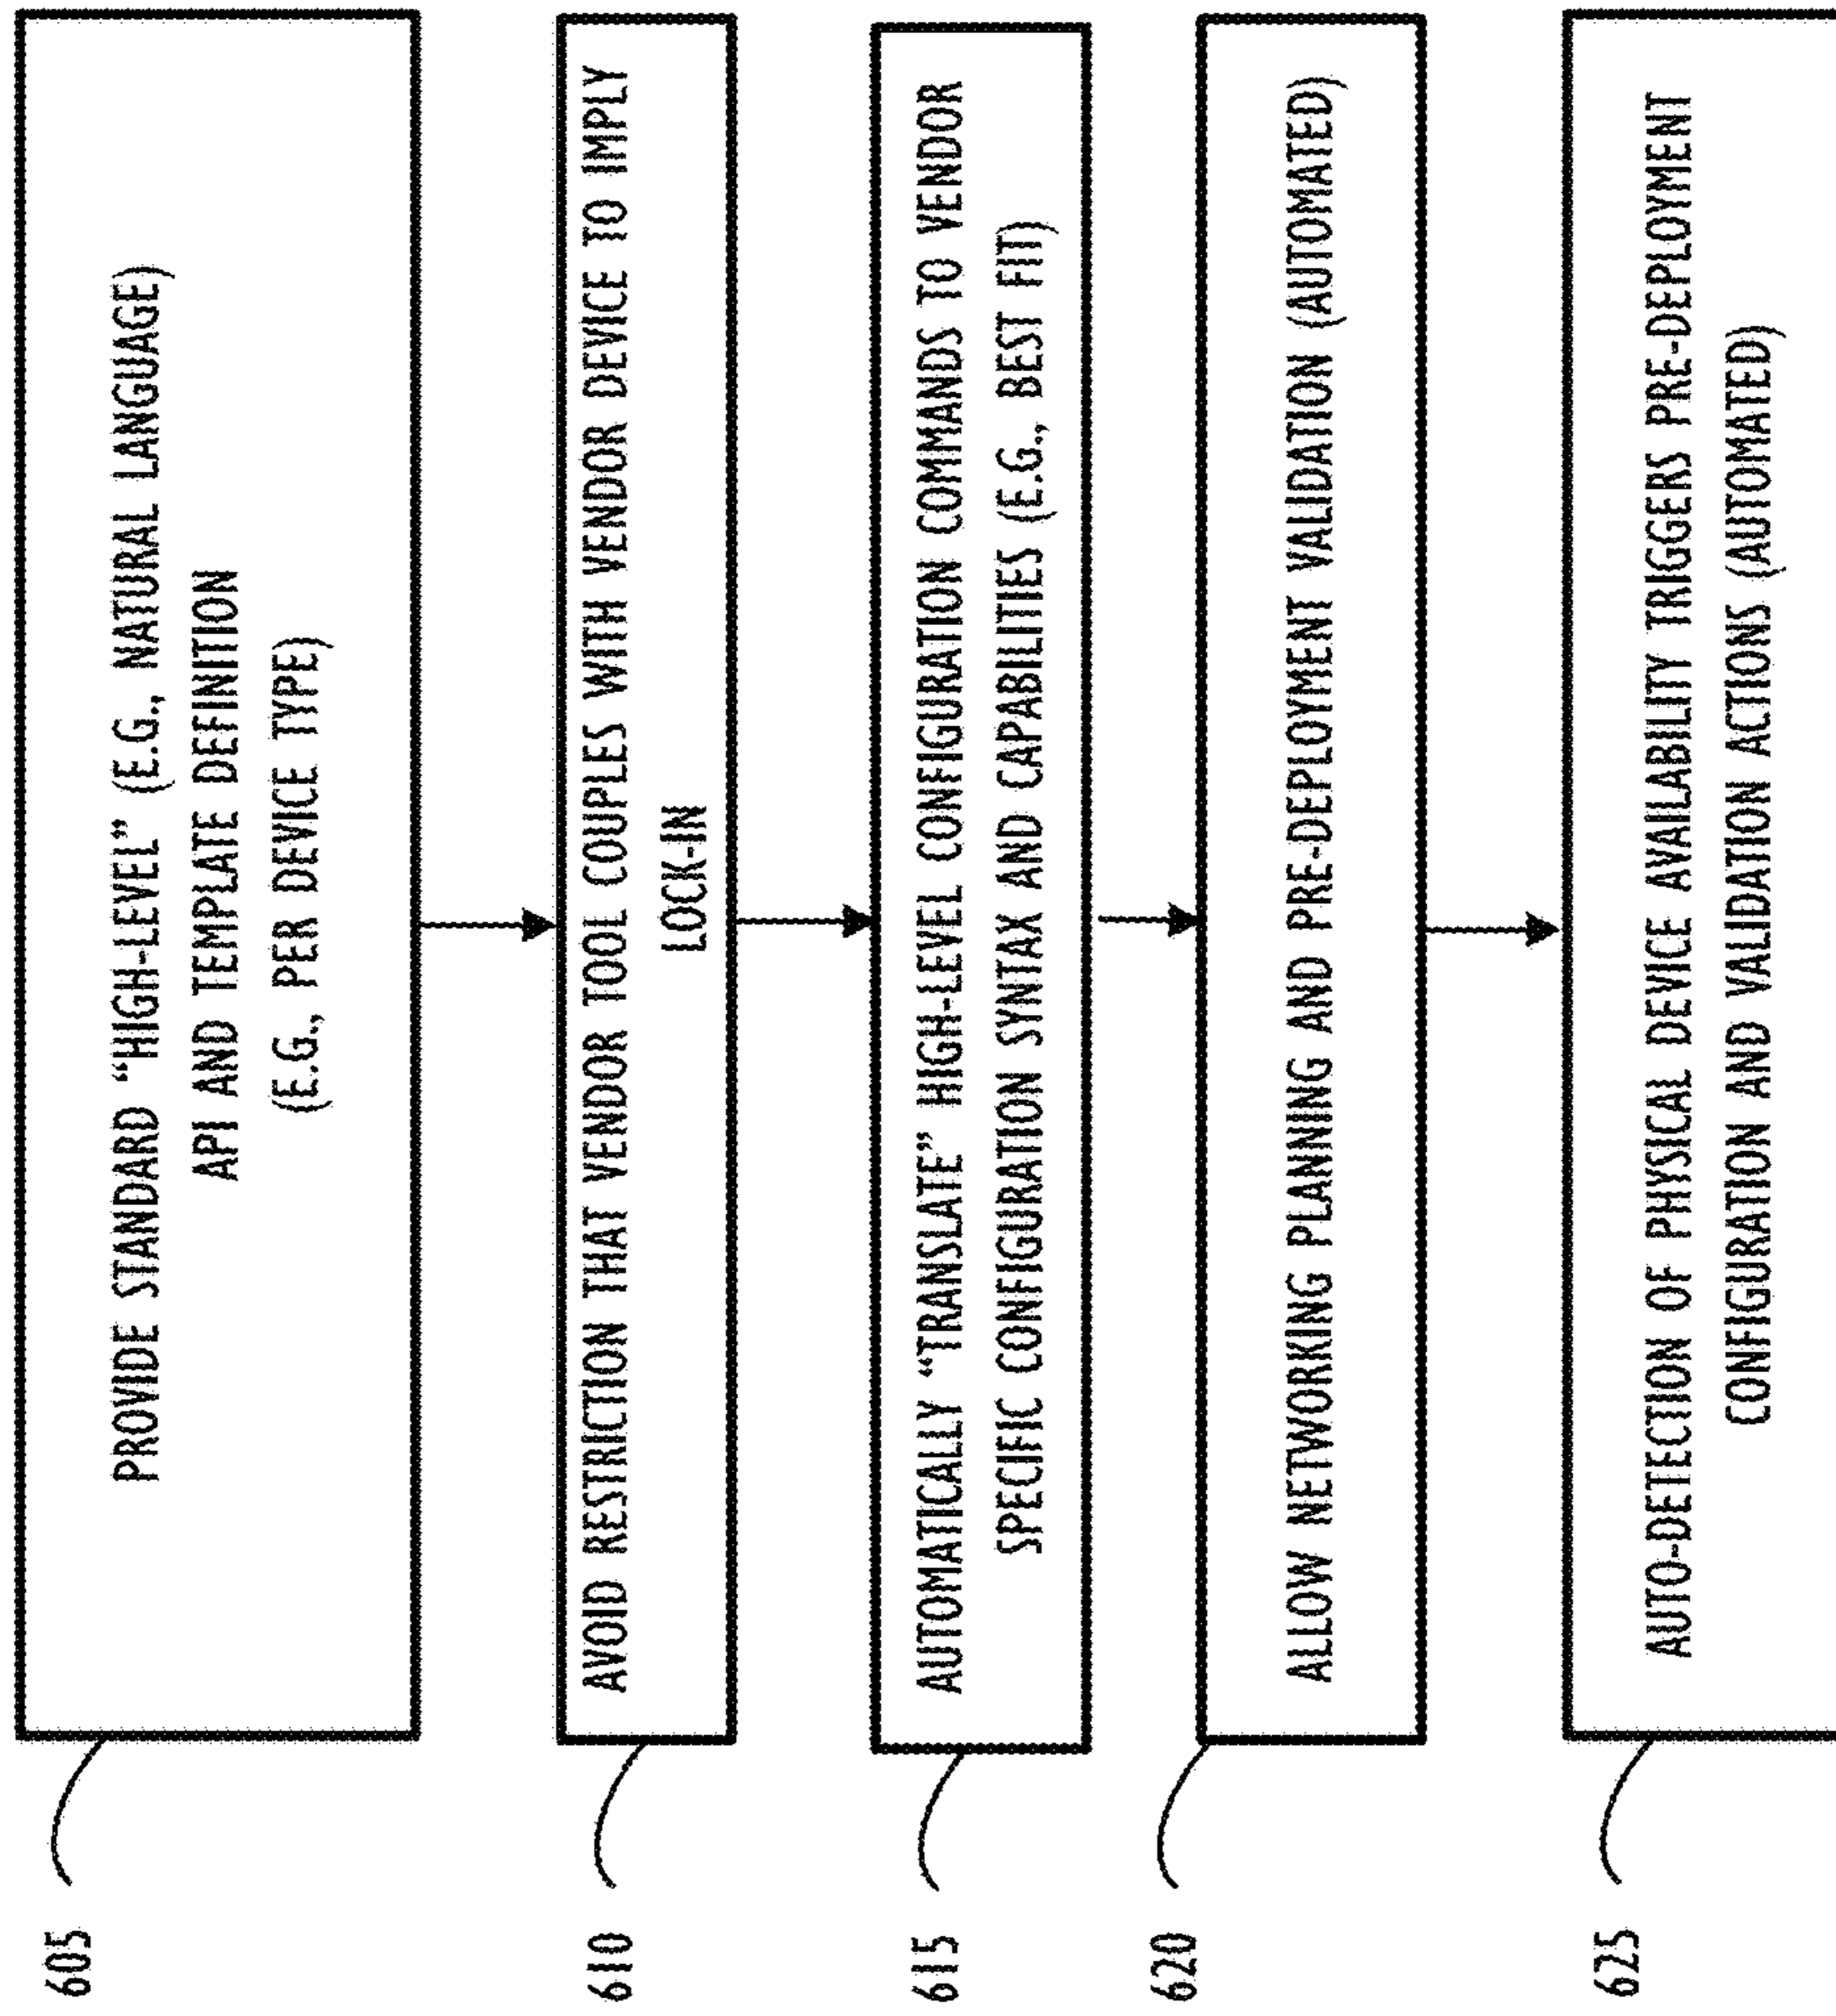 605
PROVIDE STANDARD “HIGH-LEVEL” (E.G., NATURAL LANGUAGE)
API AND TEMPLATE DEFINITION
(E.G., PER DEVICE TYPE)
610
AVOID RESTRICTION THAT VENDOR TOOL COUPLES WITH VENDOR DEVICE TO IMPLY
LOCK-IN
615
AUTOMATICALLY “TRANSLATE” HIGH-LEVEL CONFIGURATION COMMANDS TO VENDOR
SPECIFIC CONFIGURATION SYNTAX AND CAPABILITIES (E.G., BEST FIT)
620
ALLOW NETWORKING PLANNING AND PRE-DEPLOYMENT VALIDATION (AUTOMATED)
625
AUTO-DETECTION OF PHYSICAL DEVICE AVAILABILITY TRIGGERS PRE-DEPLOYMENT
CONFIGURATION AND VALIDATION ACTIONS (AUTOMATED)